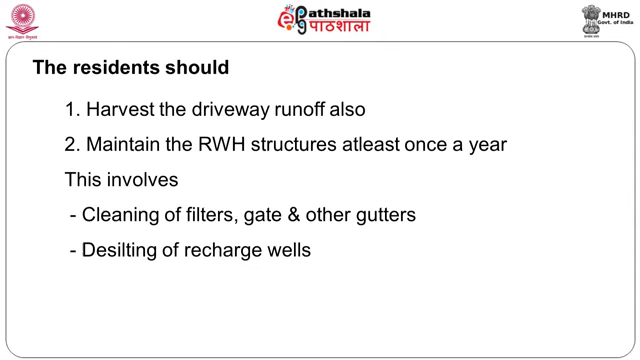 Pathshala
पाठशाला
MHRD
Govt. of India
The residents should
1. Harvest the driveway runoff also
2. Maintain the RWH structures atleast once a year
This involves
- Cleaning of filters, gate & other gutters
- Desilting of recharge wells